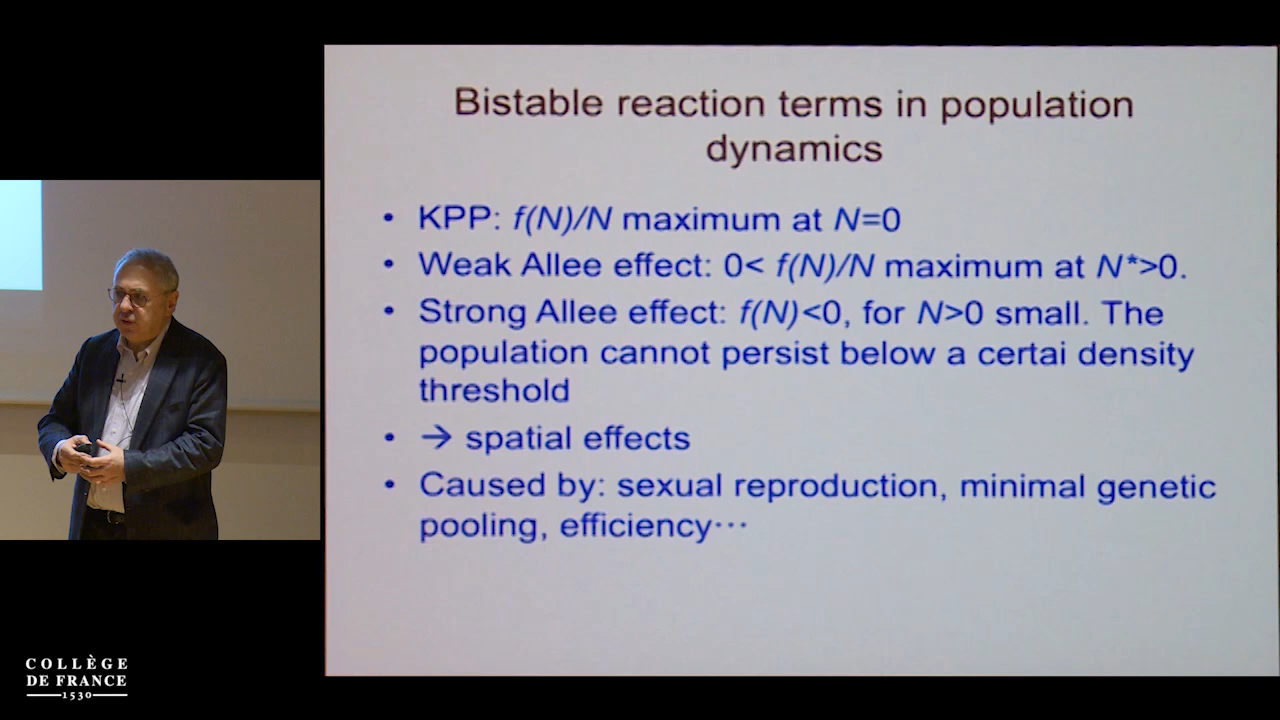 Bistable reaction terms in population
dynamics
• KPP: f(N)/N maximum at N=0
• Weak Allee effect: 0< f(N)/N maximum at N*>0.
• Strong Allee effect: f(N)<0, for N>0 small. The
population cannot persist below a certai density
threshold
• → spatial effects
• Caused by: sexual reproduction, minimal genetic
pooling, efficiency…
COLLÈGE
DE FRANCE
1530